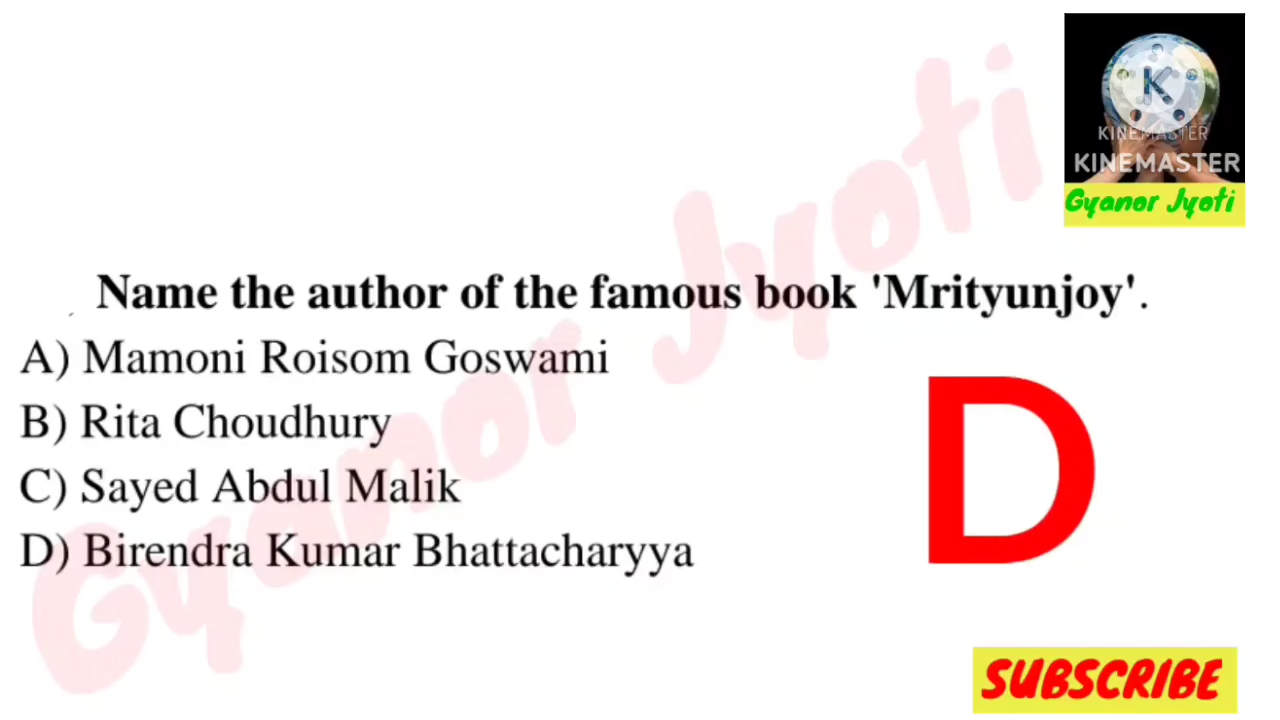 KINEMASTER
KINEMASTER
Gyanor Jyoti
Name the author of the famous book 'Mrityunjoy'.
A) Mamoni Roisom Goswami
B) Rita Choudhury
C) Sayed Abdul Malik
D) Birendra Kumar Bhattacharyya
D
Gyanor Jyoti
SUBSCRIBE